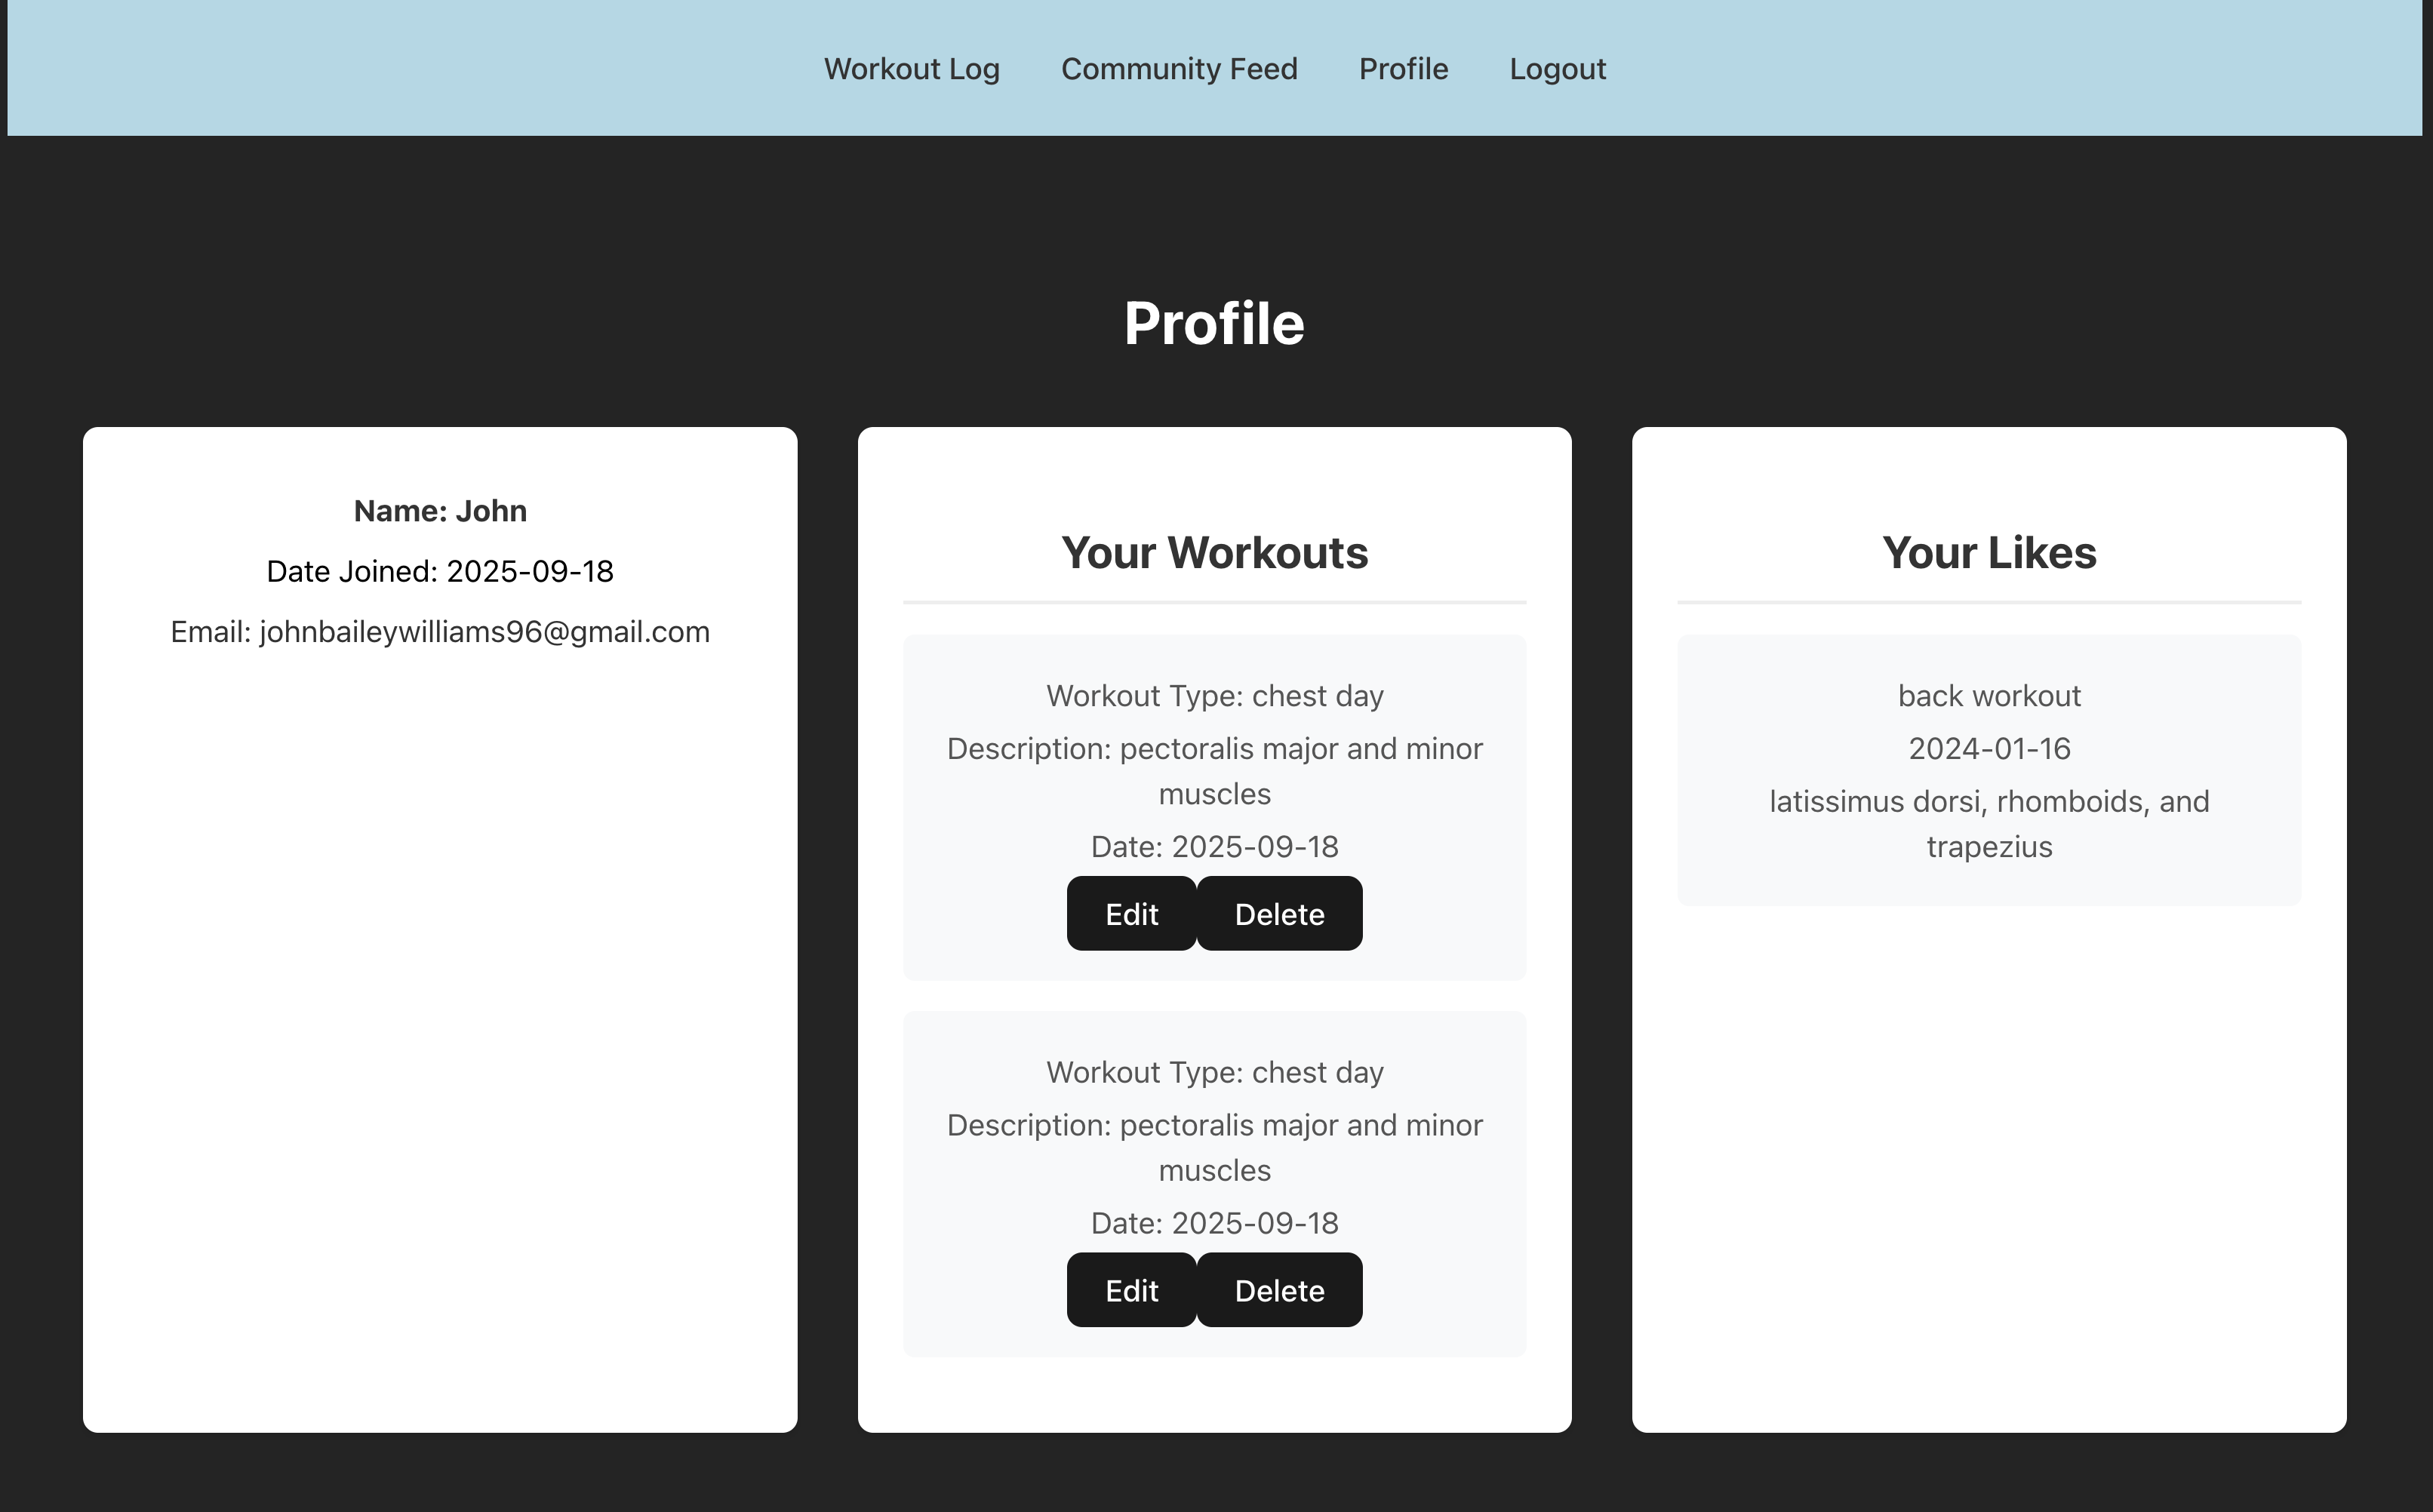 Workout Log Community Feed Profile Logout
Profile
Name: John
Date Joined: 2025-09-18
Email: johnbaileywilliams96@gmail.com
Your Workouts
Workout Type: chest day
Description: pectoralis major and minor
muscles
Date: 2025-09-18
Edit Delete
Workout Type: chest day
Description: pectoralis major and minor
muscles
Date: 2025-09-18
Edit Delete
Your Likes
back workout
2024-01-16
latissimus dorsi, rhomboids, and
trapezius